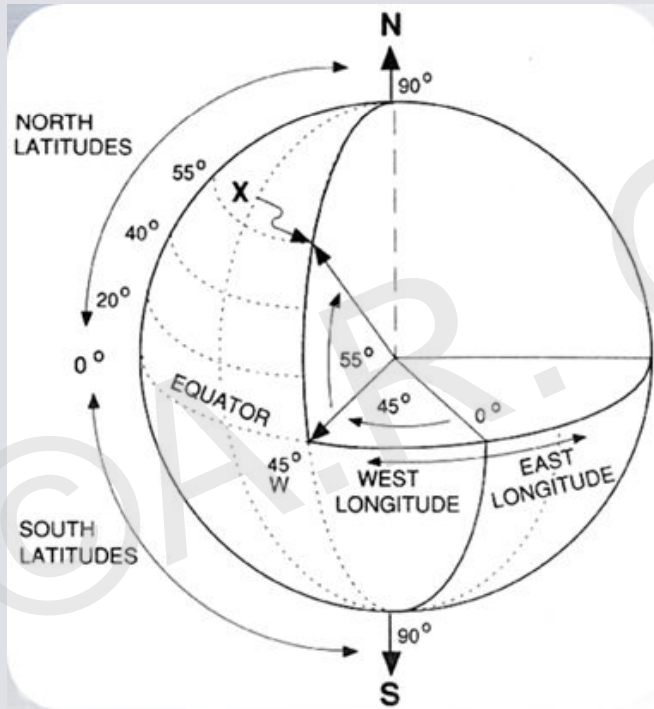 N
90°
NORTH
LATITUDES
55°
X
40°
20°
0°
55°
EQUATOR
45°
0°
45°
W
WEST
LONGITUDE
EAST
LONGITUDE
SOUTH
LATITUDES
90°
S
©A.R.